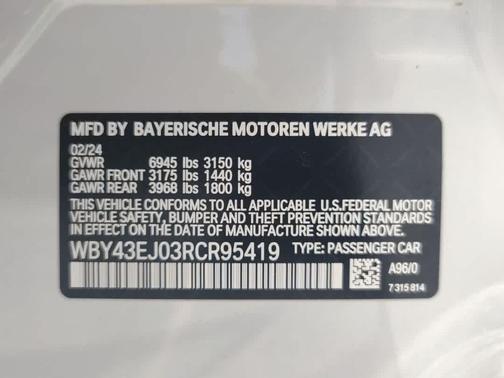 MFD BY BAYERISCHE MOTOREN WERKE AG
02/24
GVWR 6945 lbs 3150 kg
GAWR FRONT 3175 lbs 1440 kg
GAWR REAR 3968 lbs 1800 kg
THIS VEHICLE CONFORMS TO ALL APPLICABLE U.S.FEDERAL MOTOR
VEHICLE SAFETY, BUMPER AND THEFT PREVENTION STANDARDS
IN EFFECT ON THE DATE OF MANUFACTURE SHOWN ABOVE.
WBY43EJ03RCR95419 TYPE: PASSENGER CAR
A96/0
7 315 814